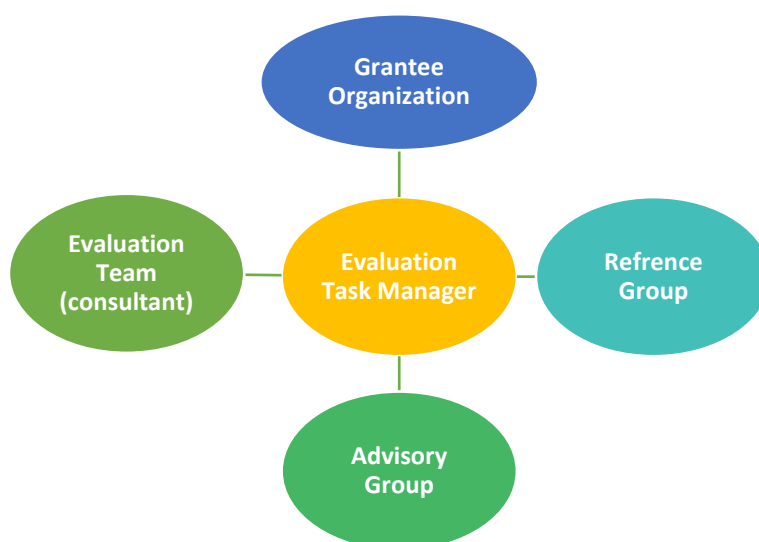 Grantee
Organization
Evaluation
Team
(consultant)
Evaluation
Task Manager
Refrence
Group
Advisory
Group